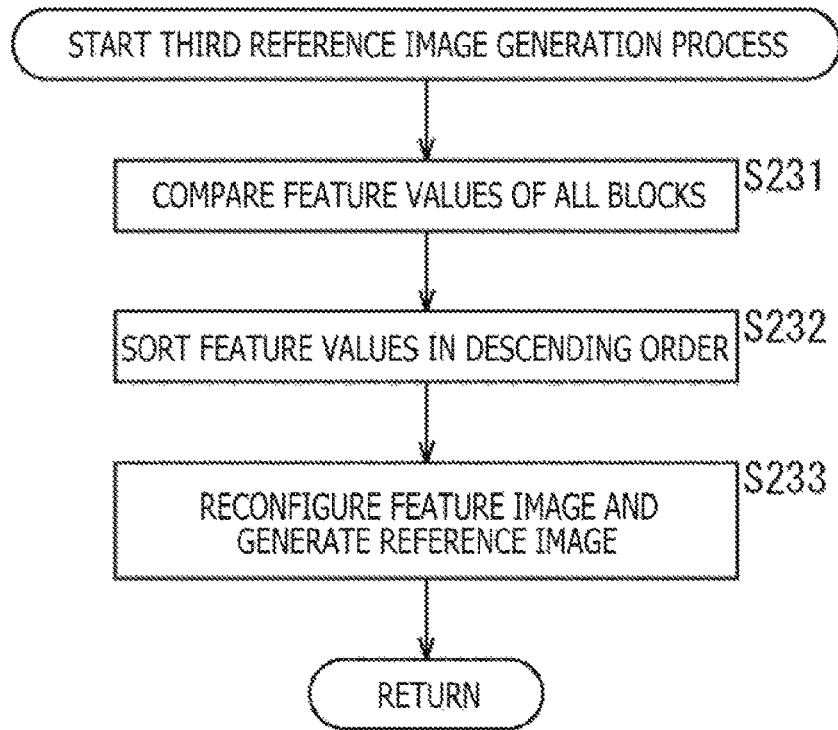 START THIRD REFERENCE IMAGE GENERATION PROCESS
S231
COMPARE FEATURE VALUES OF ALL BLOCKS
S232
SORT FEATURE VALUES IN DESCENDING ORDER
S233
RECONFIGURE FEATURE IMAGE AND
GENERATE REFERENCE IMAGE
RETURN